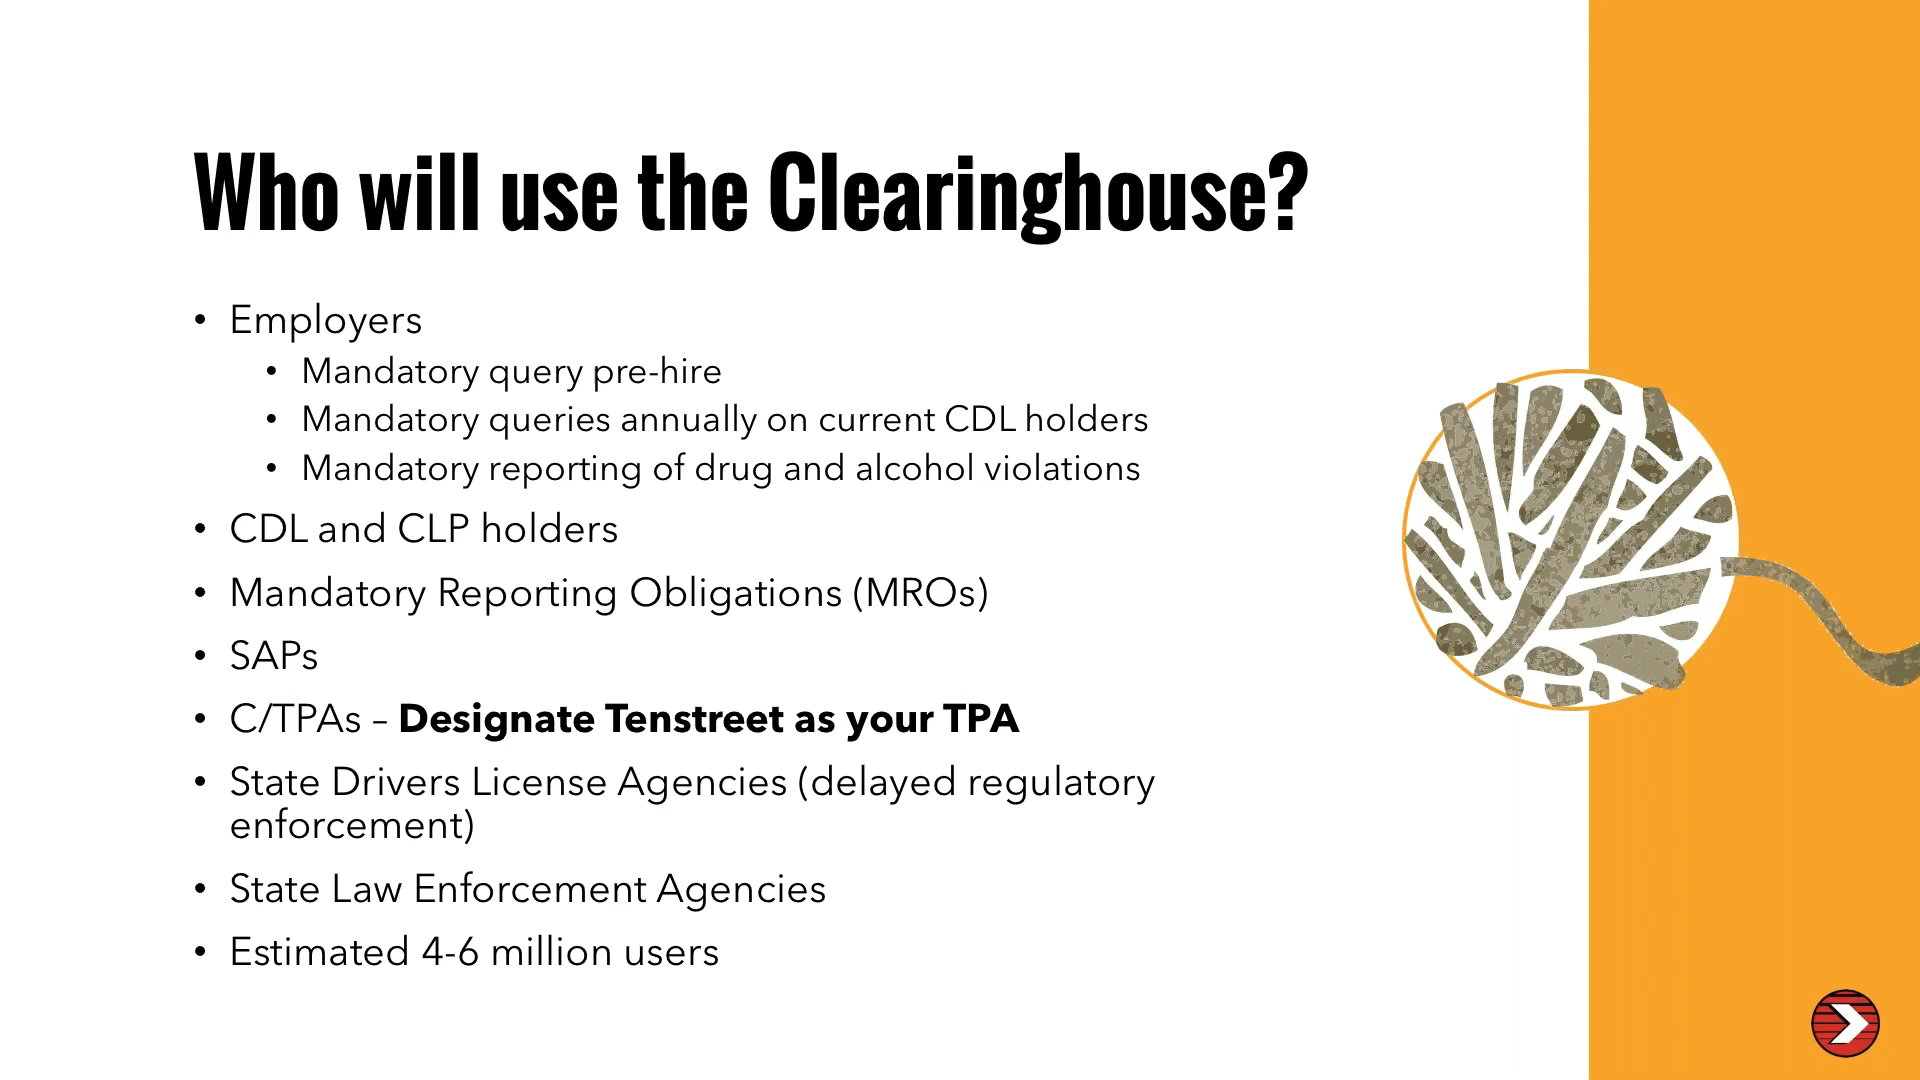 Who will use the Clearinghouse?
• Employers
• Mandatory query pre-hire
• Mandatory queries annually on current CDL holders
• Mandatory reporting of drug and alcohol violations
• CDL and CLP holders
• Mandatory Reporting Obligations (MROs)
• SAPs
• C/TPAs – Designate Tenstreet as your TPA
• State Drivers License Agencies (delayed regulatory
enforcement)
• State Law Enforcement Agencies
• Estimated 4-6 million users